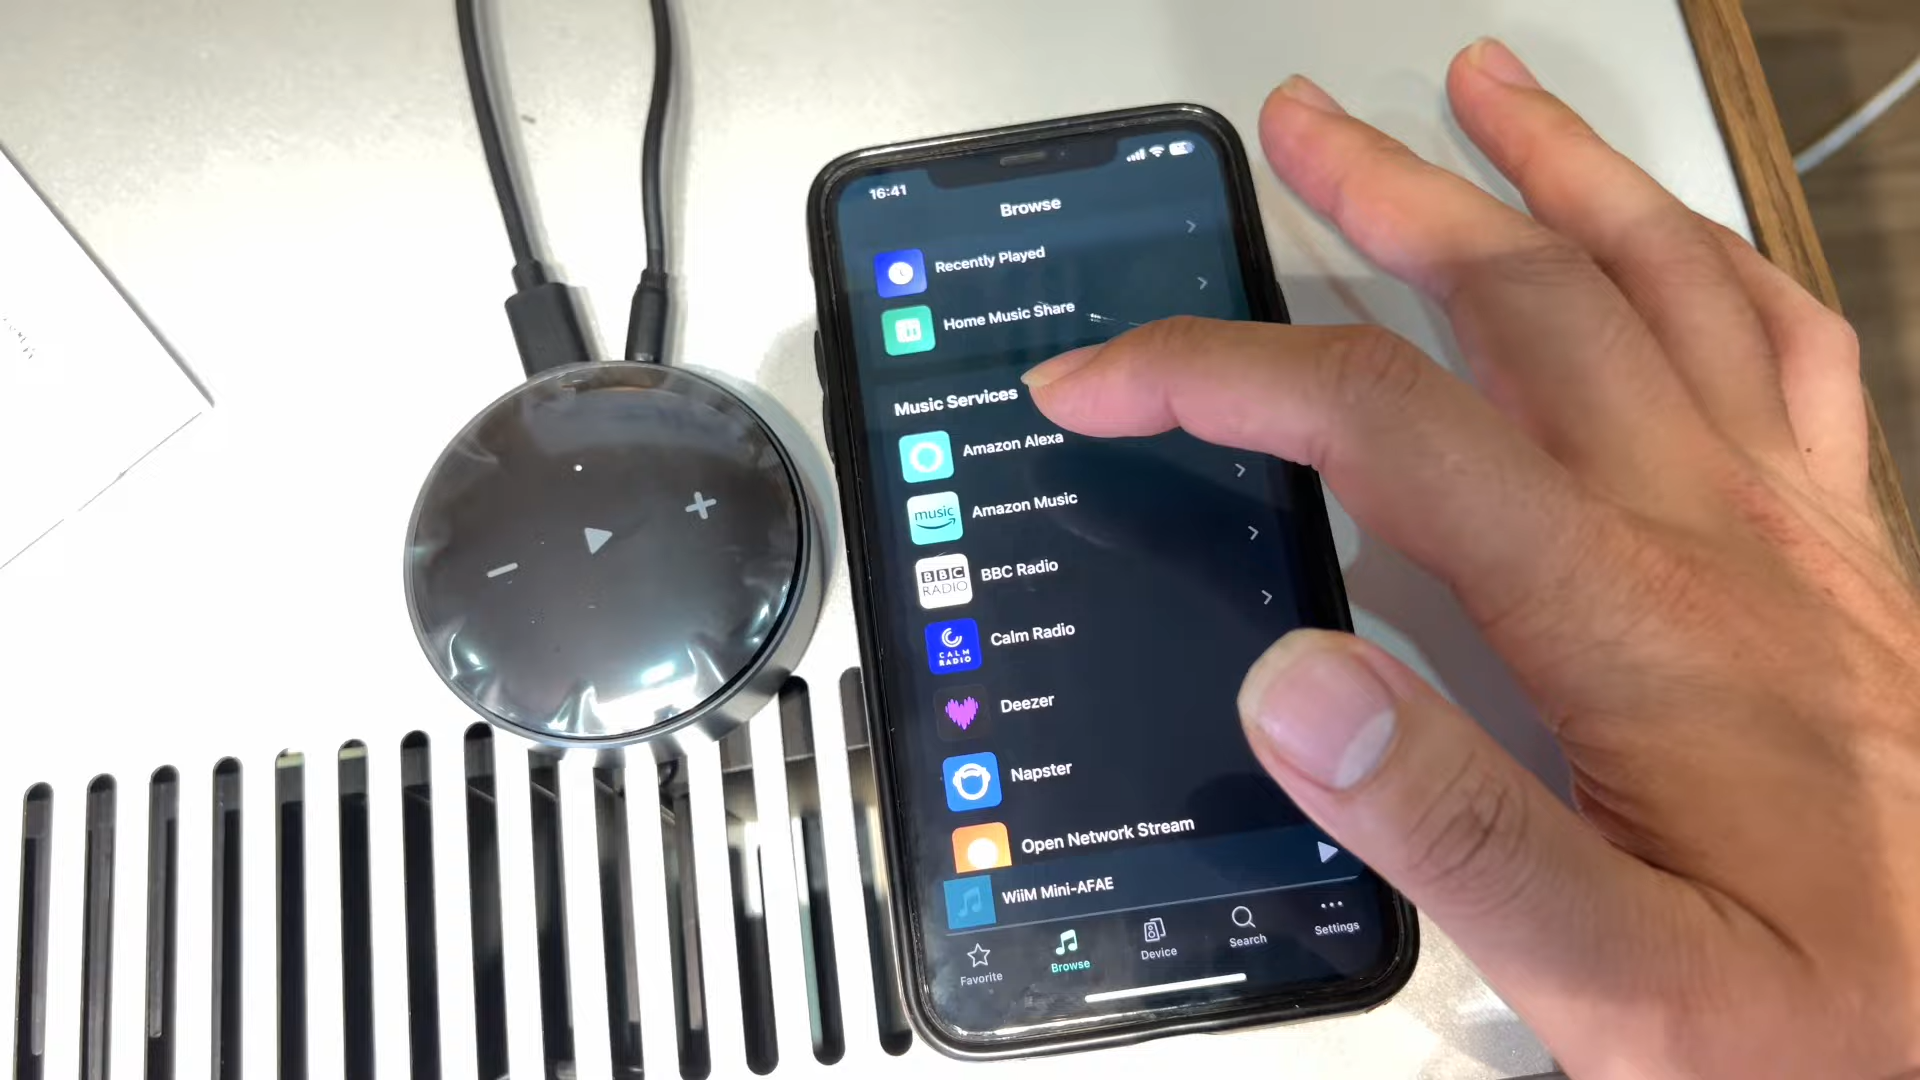 16:41
Browse
Recently Played
Home Music Share
Music Services
Amazon Alexa
music
Amazon Music
BBC
RADIO
BBC Radio
CALM
RADIO
Calm Radio
Deezer
Napster
Open Network Stream
WiiM Mini-AFAE
Favorite
Browse
Device
Search
Settings